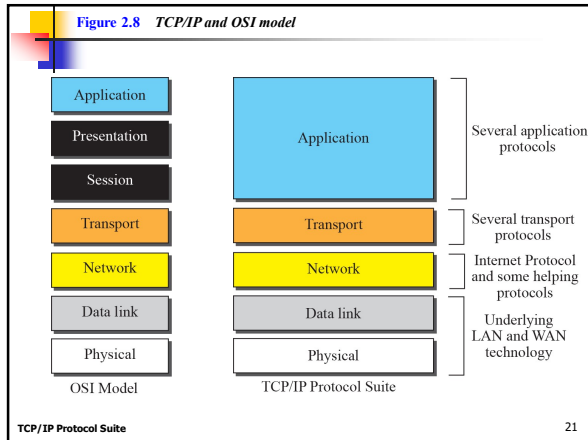 Figure 2.8 TCP/IP and OSI model
Application
Presentation
Session
Transport
Network
Data link
Physical
OSI Model
Application
Transport
Network
Data link
Physical
TCP/IP Protocol Suite
Several application
protocols
Several transport
protocols
Internet Protocol
and some helping
protocols
Underlying
LAN and WAN
technology
TCP/IP Protocol Suite
21